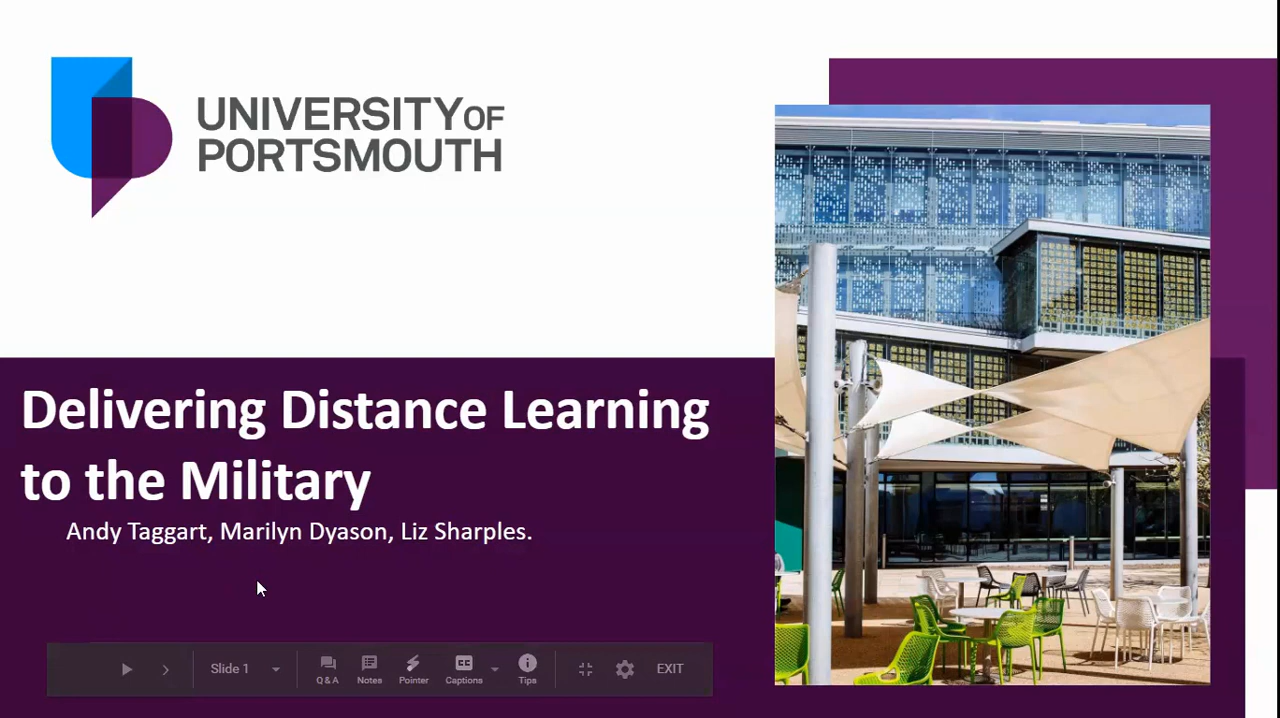 UNIVERSITY OF
PORTSMOUTH
Delivering Distance Learning
to the Military
Andy Taggart, Marilyn Dyason, Liz Sharples.
Slide 1
Q & A
Notes
Pointer
CC
Captions
Tips
EXIT